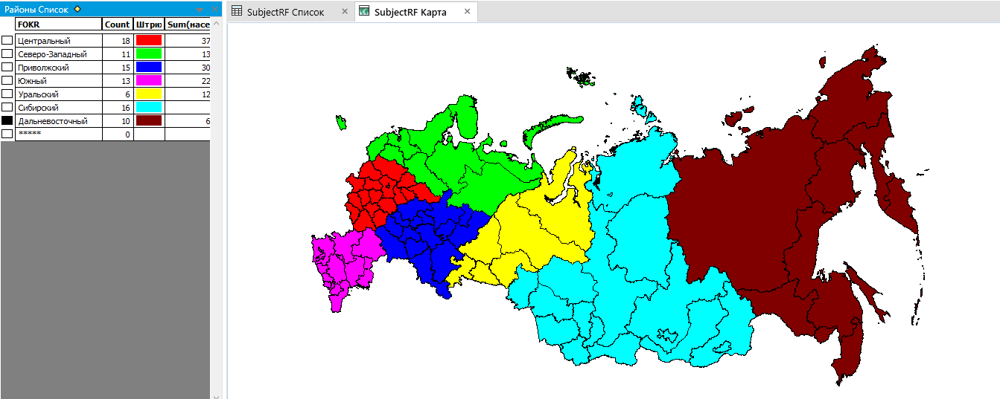 Районы Список
SubjectRF Список
SubjectRF Карта
FOKR Count Штри Sum(насе
Центральный 18 37
Северо-Западный 11 13
Приволжский 15 30
Южный 13 22
Уральский 6 12
Сибирский 16
Дальневосточный 10 6
***** 0